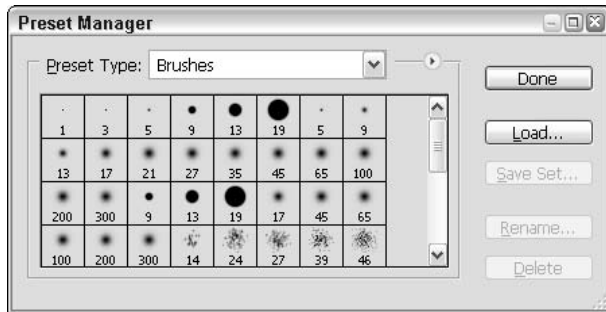 Preset Manager
Preset Type: Brushes
1 3 5 9 13 19 5 9
13 17 21 27 35 45 65 100
200 300 9 13 19 17 45 65
100 200 300 14 24 27 39 46
Done
Load...
Save Set...
Rename...
Delete